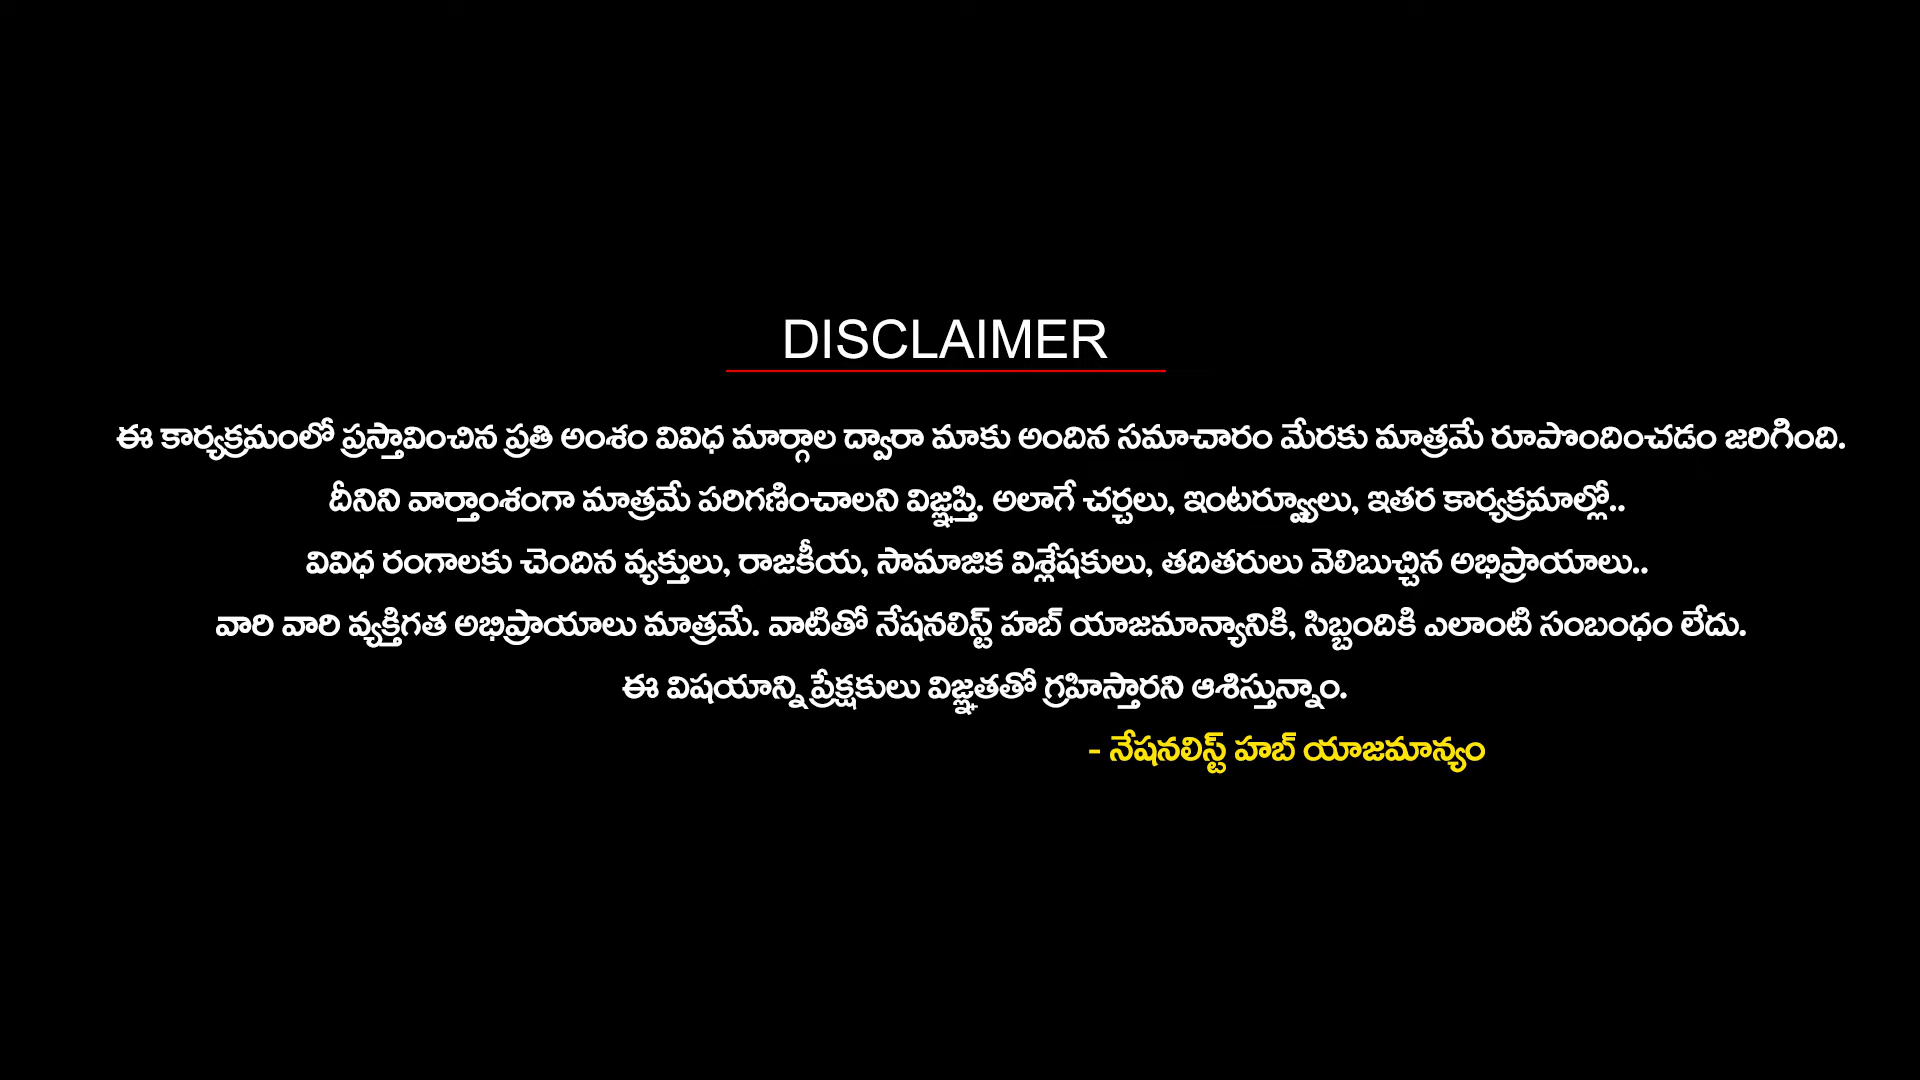 DISCLAIMER
ఈ కార్యక్రమంలో ప్రస్తావించిన ప్రతి అంశం వివిధ మార్గాల ద్వారా మాకు అందిన సమాచారం మేరకు మాత్రమే రూపొందించడం జరిగింది.
దీనిని వార్తాంశంగా మాత్రమే పరిగణించాలని విజ్ఞప్తి. అలాగే చర్చలు, ఇంటర్వ్యూలు, ఇతర కార్యక్రమాల్లో..
వివిధ రంగాలకు చెందిన వ్యక్తులు, రాజకీయ, సామాజిక విశ్లేషకులు, తదితరులు వెలిబుచ్చిన అభిప్రాయాలు..
వారి వారి వ్యక్తిగత అభిప్రాయాలు మాత్రమే. వాటితో నేషనలిస్ట్ హబ్ యాజమాన్యానికి, సిబ్బందికి ఎలాంటి సంబంధం లేదు.
ఈ విషయాన్ని ప్రేక్షకులు విజ్ఞతతో గ్రహిస్తారని ఆశిస్తున్నాం.
- నేషనలిస్ట్ హబ్ యాజమాన్యం